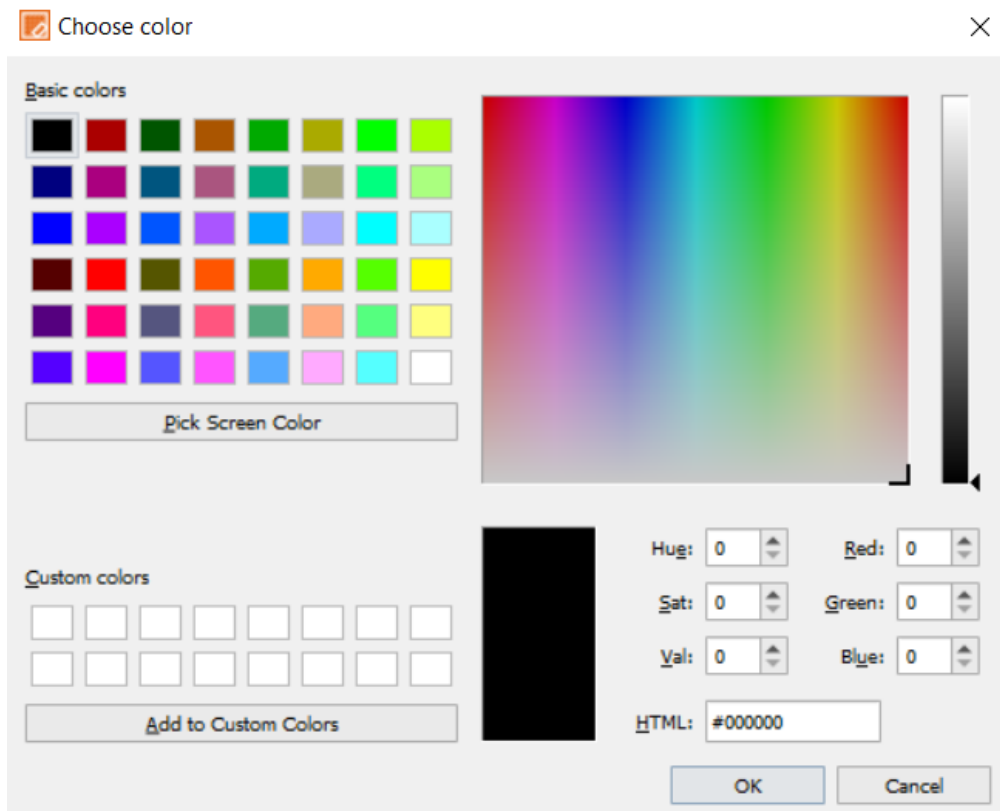 Choose color
Basic colors
Pick Screen Color
Custom colors
Add to Custom Colors
Hue: 0 Red: 0
Sat: 0 Green: 0
Val: 0 Blue: 0
HTML: #000000
OK Cancel